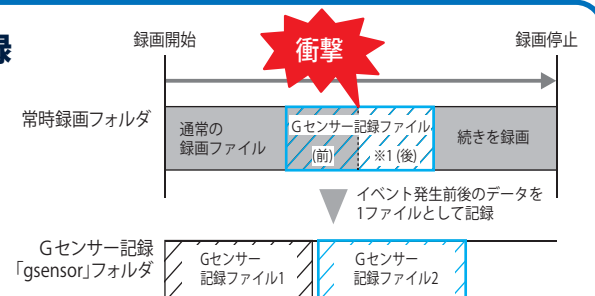 録
録画開始
衝撃
録画停止
常時録画フォルダ
通常の
録画ファイル
Gセンサー記録ファイル
(前)
※1 (後)
続きを録画
イベント発生前後のデータを
1ファイルとして記録
Gセンサー記録
「gsensor」フォルダ
Gセンサー
記録ファイル1
Gセンサー
記録ファイル2